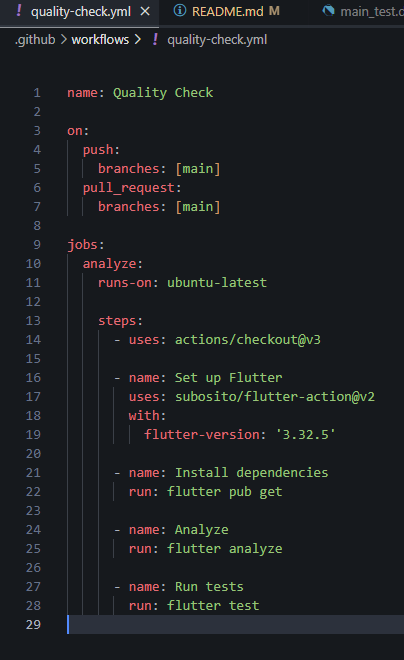 ! quality-check.yml × README.md M main_test.d
.github > workflows > ! quality-check.yml
1 name: Quality Check
2
3 on:
4 push:
5 branches: [main]
6 pull_request:
7 branches: [main]
8
9 jobs:
10 analyze:
11 runs-on: ubuntu-latest
12
13 steps:
14 - uses: actions/checkout@v3
15
16 - name: Set up Flutter
17 uses: subosito/flutter-action@v2
18 with:
19 flutter-version: '3.32.5'
20
21 - name: Install dependencies
22 run: flutter pub get
23
24 - name: Analyze
25 run: flutter analyze
26
27 - name: Run tests
28 run: flutter test
29